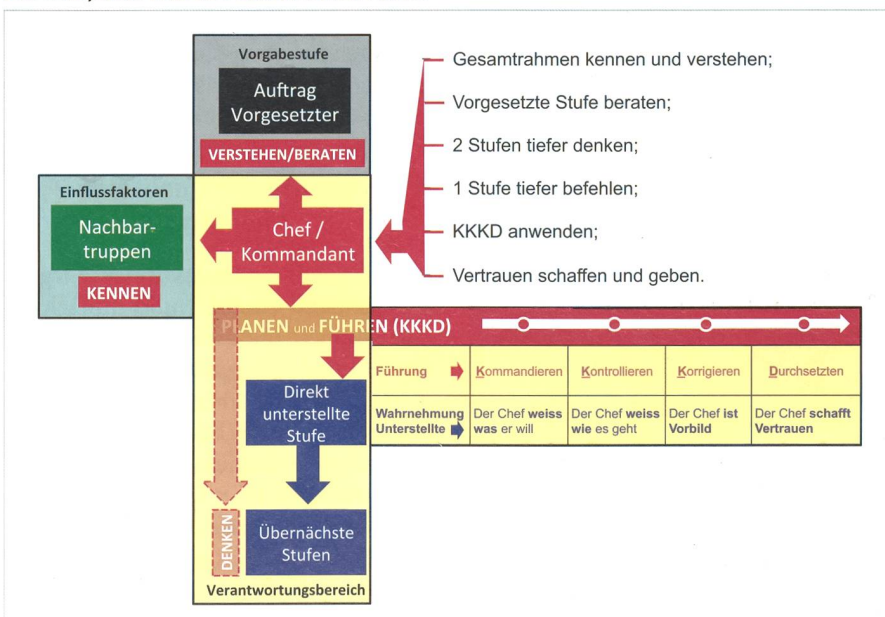 Vorgabestufe
Auftrag
Vorgesetzter
VERSTEHEN/BERATEN
Einflussfaktoren
Nachbar-
truppen
KENNEN
Chef /
Kommandant
Gesamtrahmen kennen und verstehen;
Vorgesetzte Stufe beraten;
2 Stufen tiefer denken;
1 Stufe tiefer befehlen;
KKKD anwenden;
Vertrauen schaffen und geben.
PLANEN und FÜHREN (KKKD)
Führung Kommandieren Kontrollieren Korrigieren Durchsetzten
Wahrnehmung Der Chef weiss Der Chef weiss Der Chef ist Der Chef schafft
Unterstellte was er will wie es geht Vorbild Vertrauen
Direkt
unterstellte
Stufe
DENKEN
Übernächste
Stufen
Verantwortungsbereich